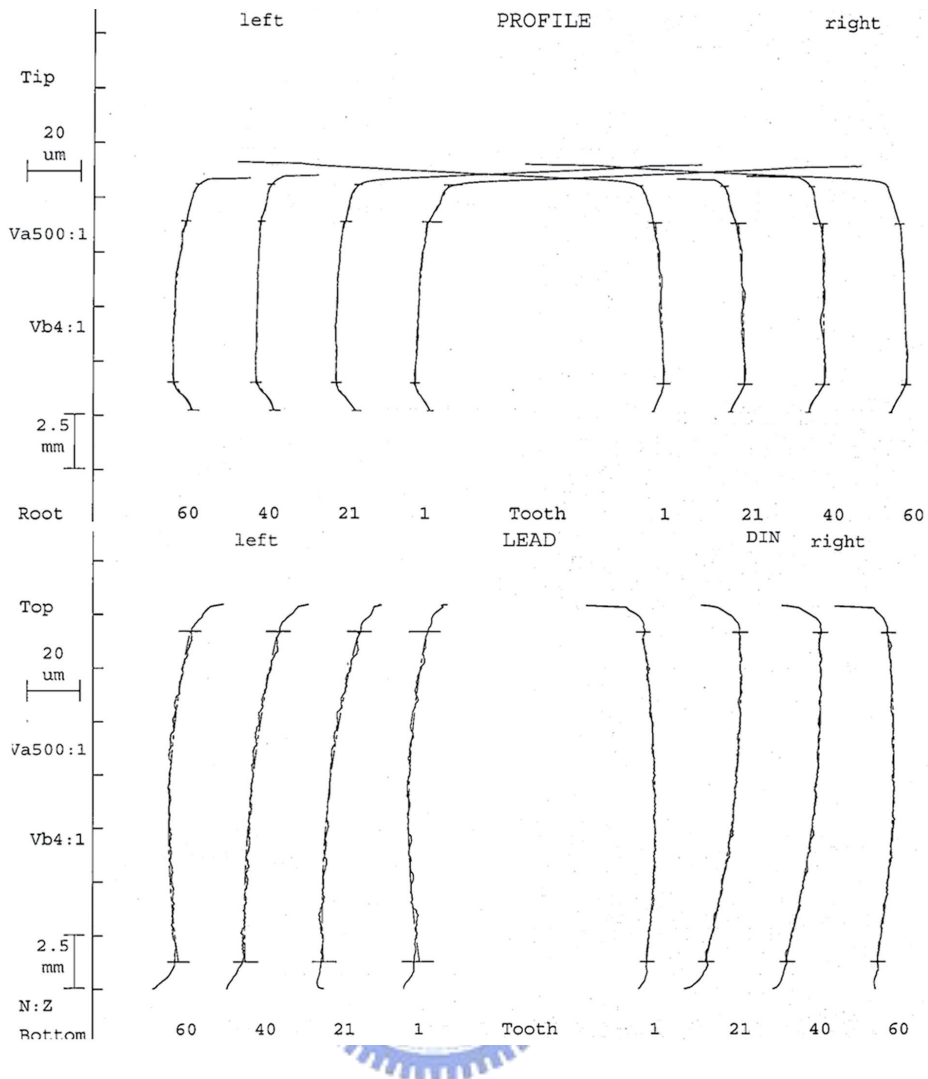 left PROFILE right
Tip
20
um
Va500:1
Vb4:1
2.5
mm
Root 60 40 21 1 Tooth 1 21 40 60
left LEAD DIN right
Top
20
um
Va500:1
Vb4:1
2.5
mm
N:Z
Bottom 60 40 21 1 Tooth 1 21 40 60